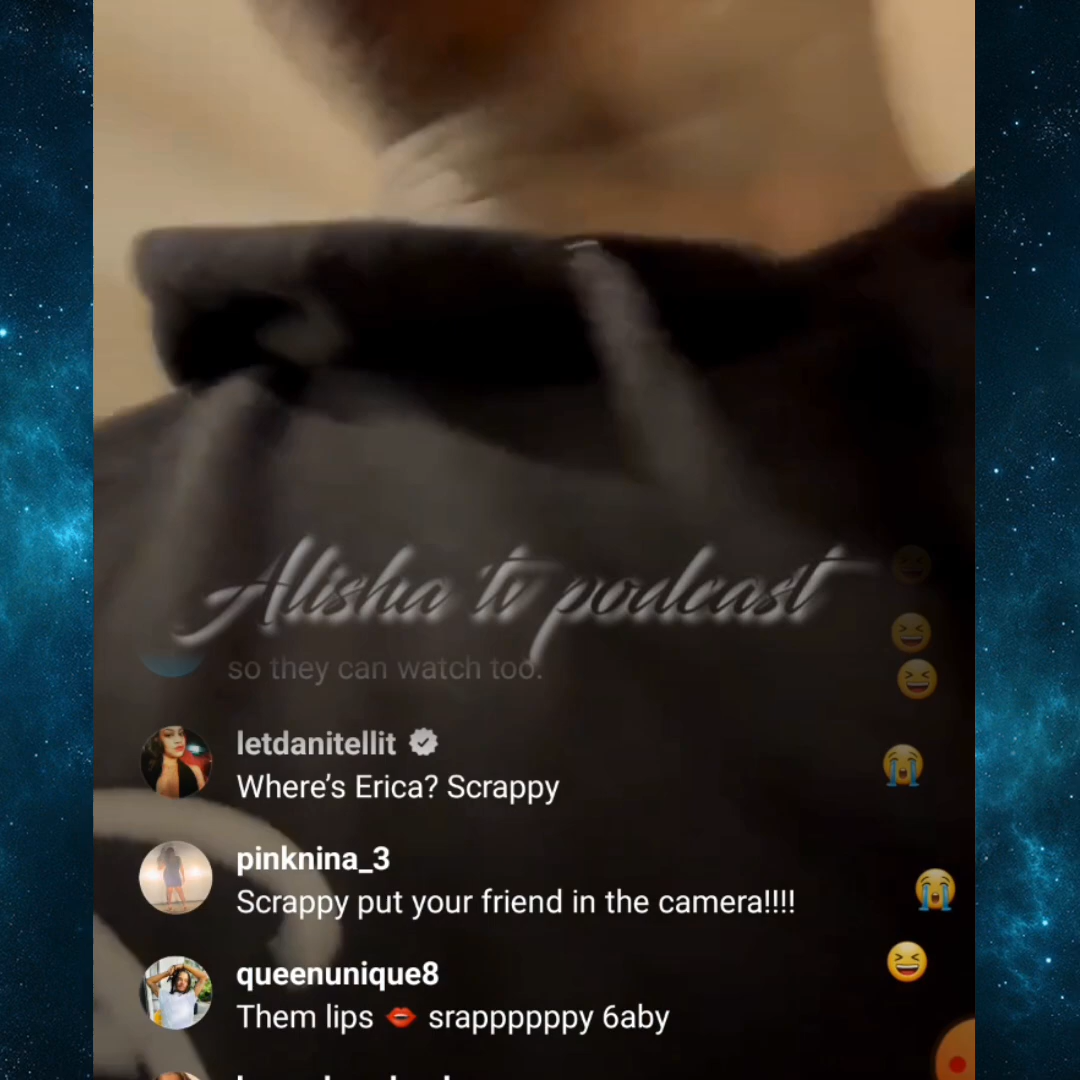 Alisha tv podcast
so they can watch too.
letdanitellit
Where's Erica? Scrappy
pinknina_3
Scrappy put your friend in the camera!!!!
queenunique8
Them lips 👄 srappppppy 6aby